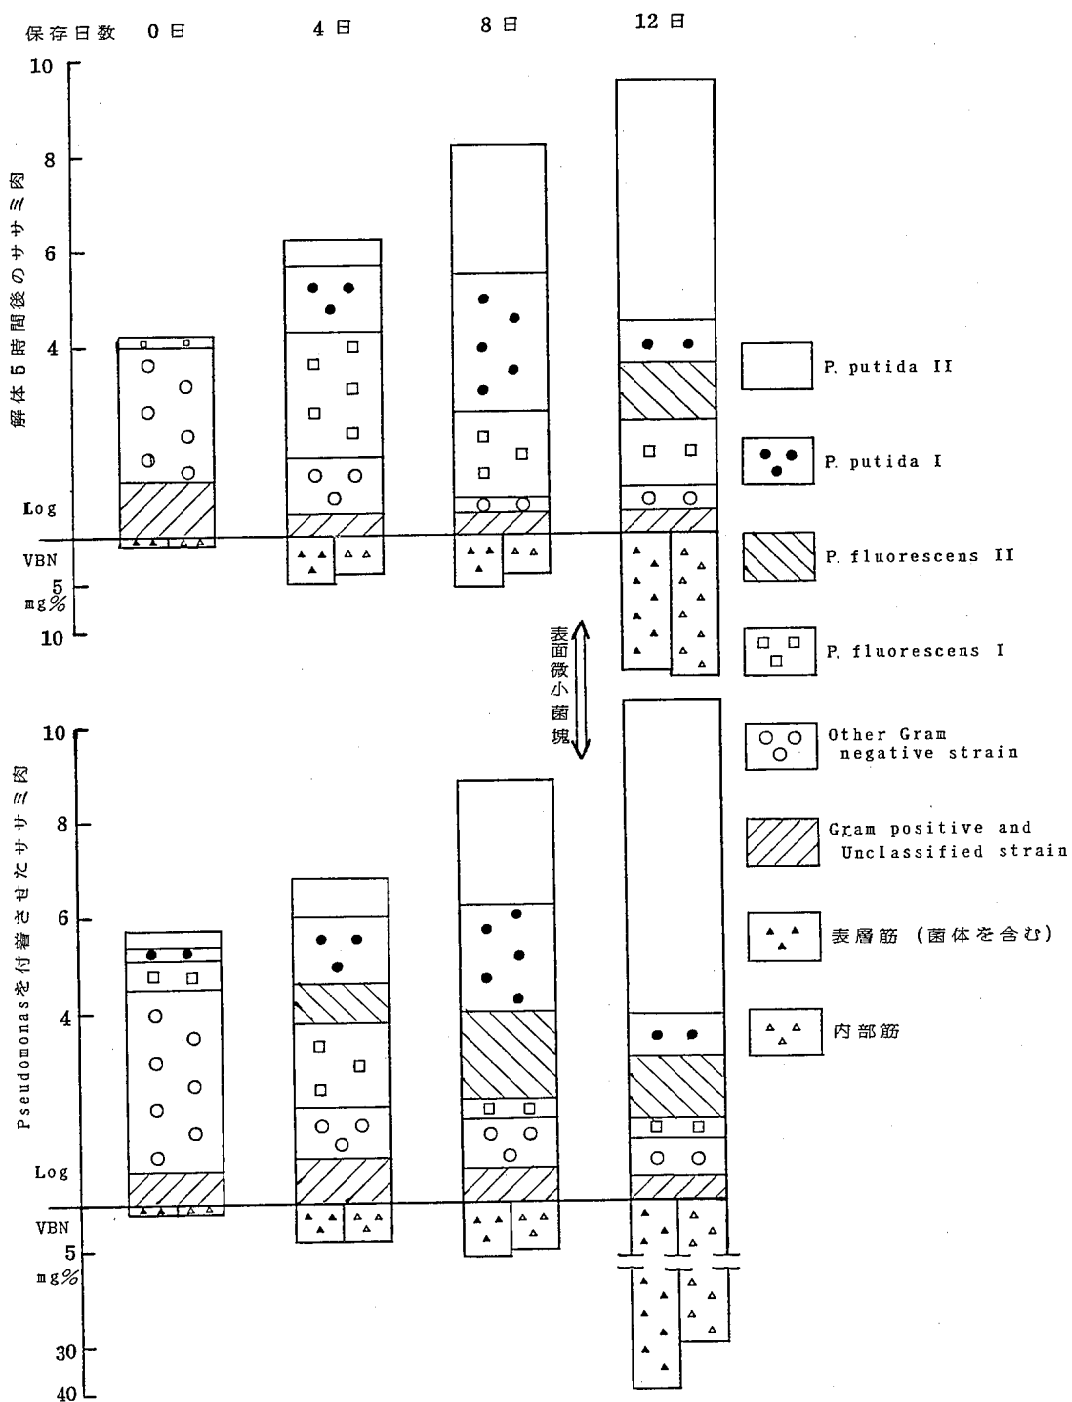 保存日数 0日 4日 8日 12日
10
8
6
4
解体5時間後のササミ肉
Log
VBN
5
mg%
10
表面微小菌塊
10
8
6
4
Pseudomonasを付着させたササミ肉
Log
VBN
5
mg%
30
40
P. putida II
P. putida I
P. fluorescens II
P. fluorescens I
Other Gram
negative strain
Gram positive and
Unclassified strain
表層筋 (菌体を含む)
内部筋